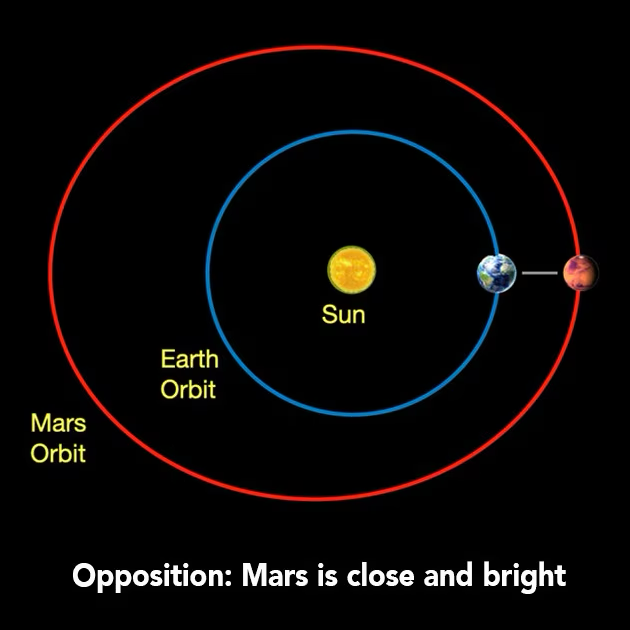 Sun
Earth
Orbit
Mars
Orbit
Opposition: Mars is close and bright